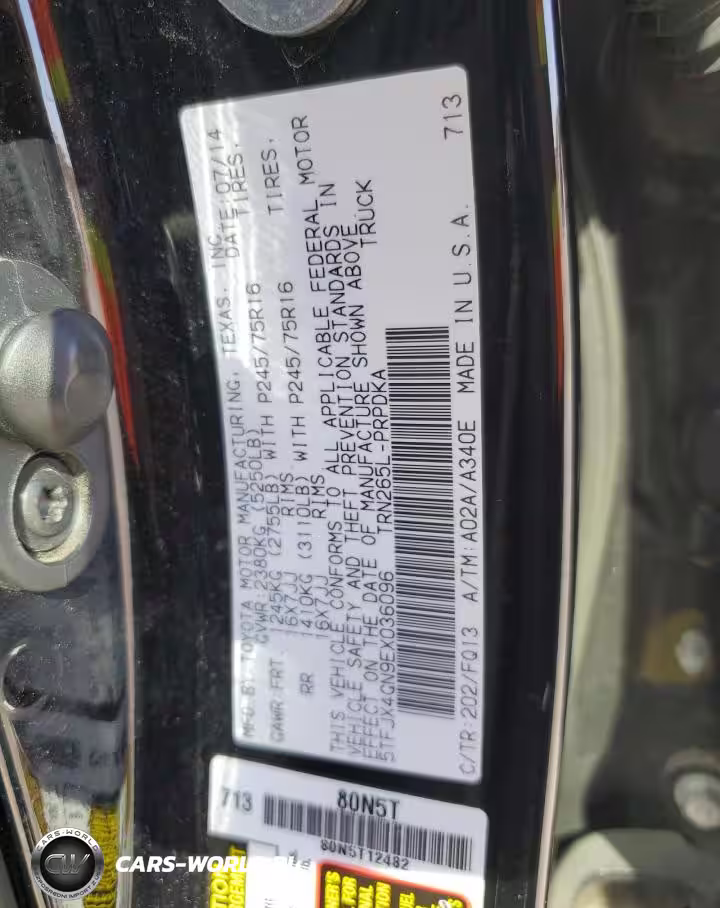 MFD.BY TOYOTA MOTOR MANUFACTURING, TEXAS, INC. DATE:07/14
GVWR:2380KG (5250LB)
GAWR FRT. 1245KG (2755LB) WITH P245/75R16 TIRES,
16X7JJ RIMS
RR 1410KG (3110LB) WITH P245/75R16 TIRES,
16X7JJ RIMS
THIS VEHICLE CONFORMS TO ALL APPLICABLE FEDERAL MOTOR
VEHICLE SAFETY AND THEFT PREVENTION STANDARDS IN
EFFECT ON THE DATE OF MANUFACTURE SHOWN ABOVE
5TFJX4GN9EX036096 TRN265L-PRPDKA TRUCK
C/TR:202/FQ13 A/TM:A02A/A340E MADE IN U.S.A. 713
713 80N5T
80N5T12482
CARS-WORLD
CW